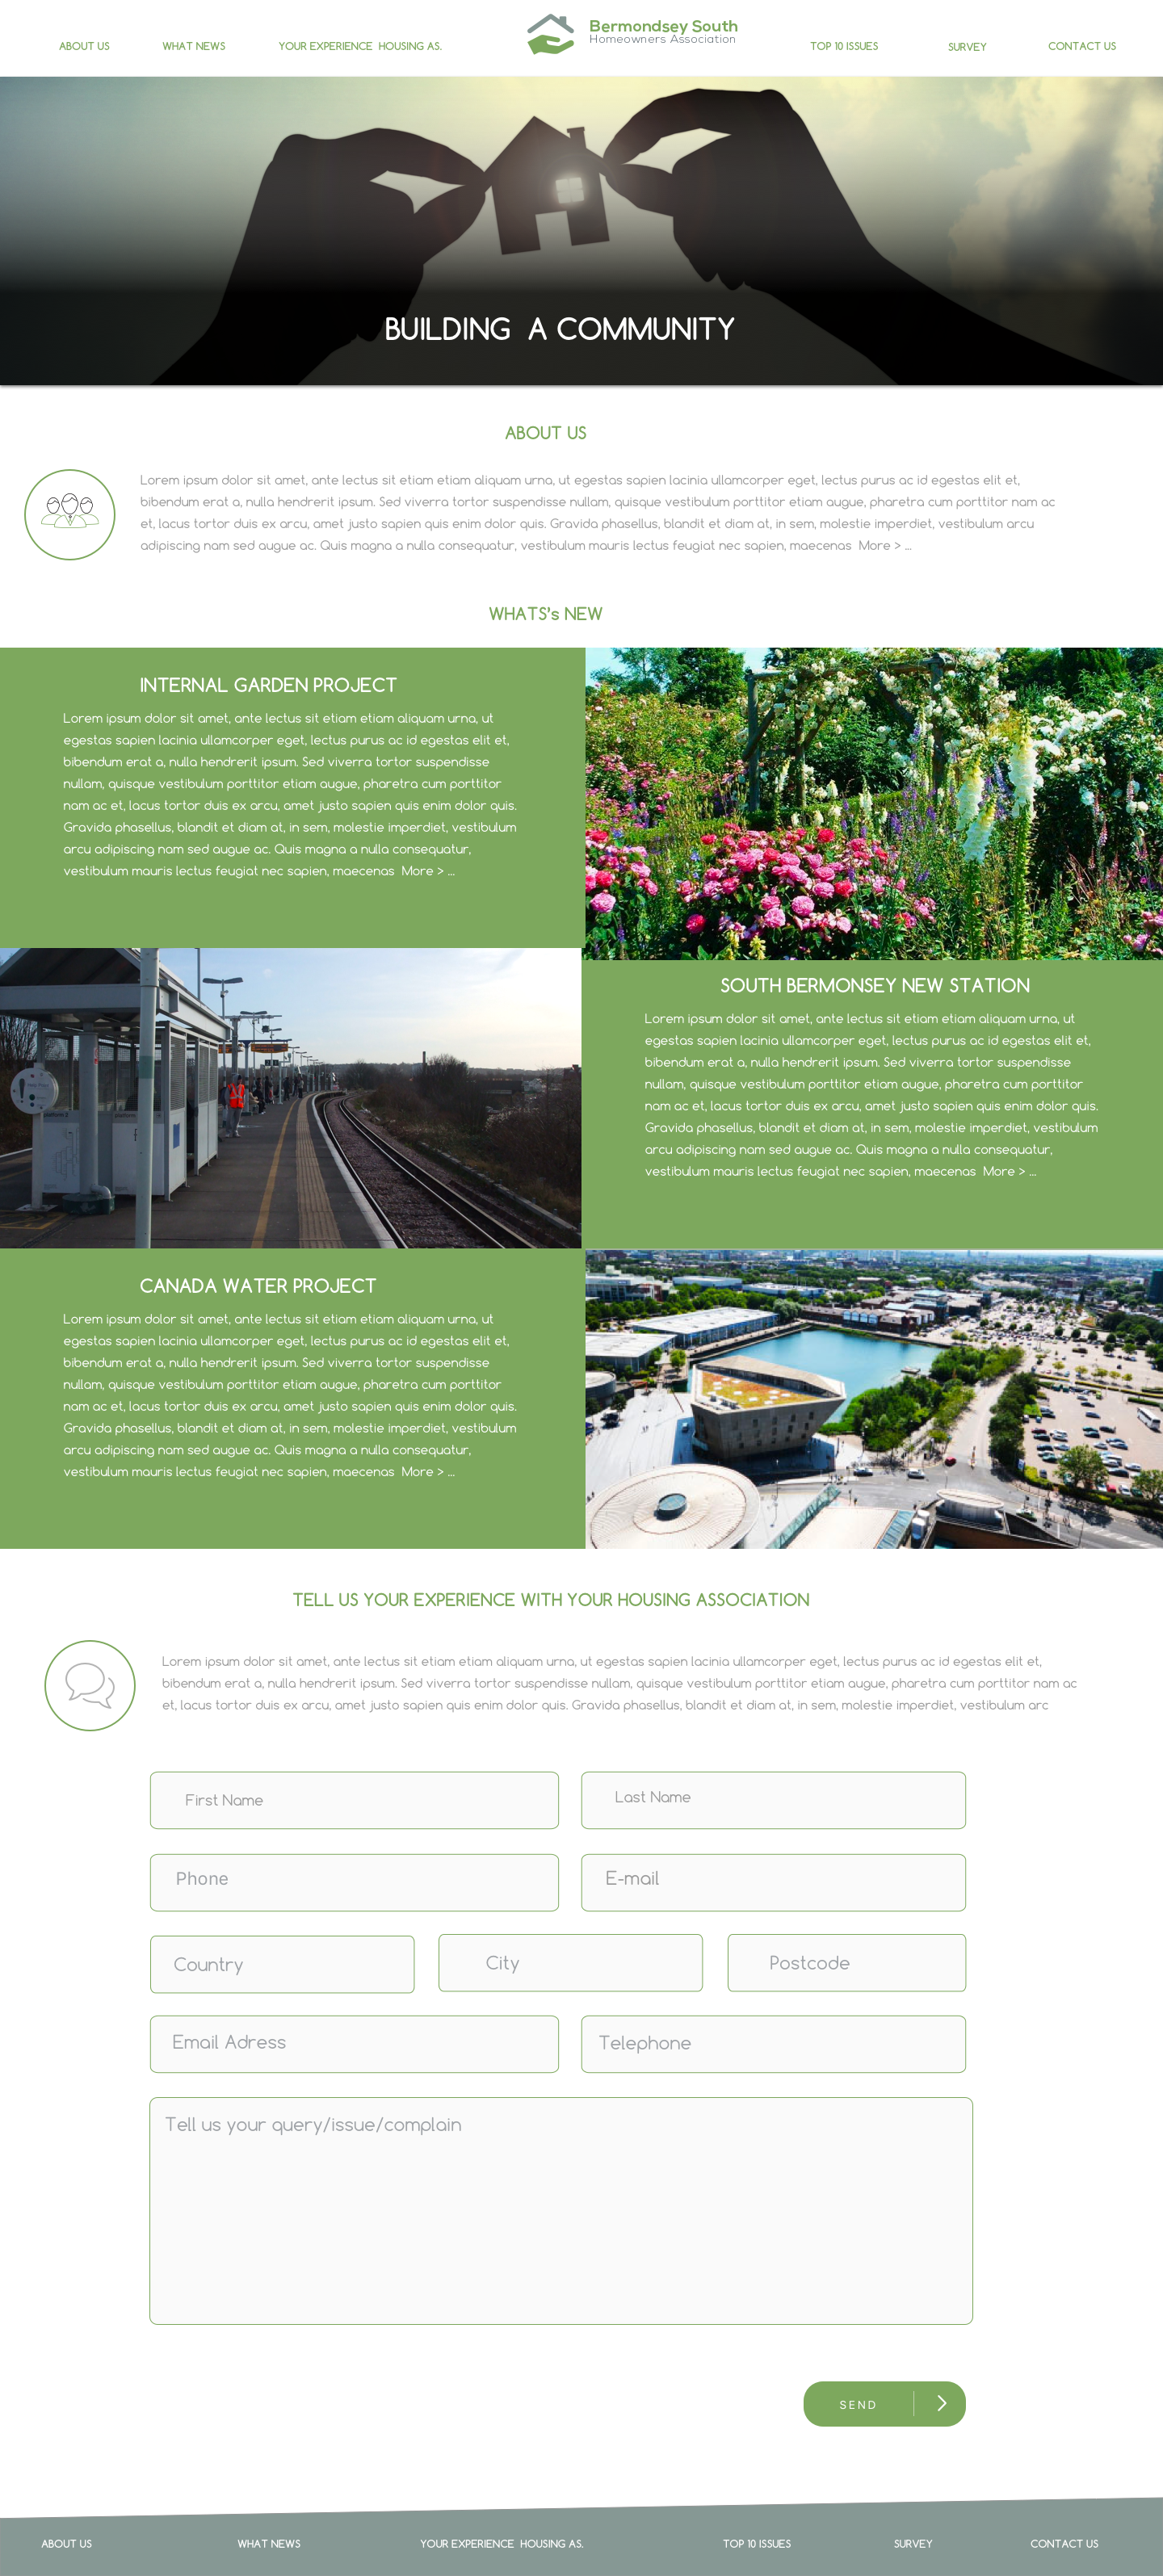 ABOUT US
WHAT NEWS
YOUR EXPERIENCE HOUSING AS.
Bermondsey South
Homeowners Association
TOP 10 ISSUES
SURVEY
CONTACT US
BUILDING A COMMUNITY
ABOUT US
Lorem ipsum dolor sit amet, ante lectus sit etiam etiam aliquam urna, ut egestas sapien lacinia ullamcorper eget, lectus purus ac id egestas elit et,
bibendum erat a, nulla hendrerit ipsum. Sed viverra tortor suspendisse nullam, quisque vestibulum porttitor etiam augue, pharetra cum porttitor nam ac
et, lacus tortor duis ex arcu, amet justo sapien quis enim dolor quis. Gravida phasellus, blandit et diam at, in sem, molestie imperdiet, vestibulum arcu
adipiscing nam sed augue ac. Quis magna a nulla consequatur, vestibulum mauris lectus feugiat nec sapien, maecenas More > ...
WHATS's NEW
INTERNAL GARDEN PROJECT
Lorem ipsum dolor sit amet, ante lectus sit etiam etiam aliquam urna, ut
egestas sapien lacinia ullamcorper eget, lectus purus ac id egestas elit et,
bibendum erat a, nulla hendrerit ipsum. Sed viverra tortor suspendisse
nullam, quisque vestibulum porttitor etiam augue, pharetra cum porttitor
nam ac et, lacus tortor duis ex arcu, amet justo sapien quis enim dolor quis.
Gravida phasellus, blandit et diam at, in sem, molestie imperdiet, vestibulum
arcu adipiscing nam sed augue ac. Quis magna a nulla consequatur,
vestibulum mauris lectus feugiat nec sapien, maecenas More > ...
SOUTH BERMONSEY NEW STATION
Lorem ipsum dolor sit amet, ante lectus sit etiam etiam aliquam urna, ut
egestas sapien lacinia ullamcorper eget, lectus purus ac id egestas elit et,
bibendum erat a, nulla hendrerit ipsum. Sed viverra tortor suspendisse
nullam, quisque vestibulum porttitor etiam augue, pharetra cum porttitor
nam ac et, lacus tortor duis ex arcu, amet justo sapien quis enim dolor quis.
Gravida phasellus, blandit et diam at, in sem, molestie imperdiet, vestibulum
arcu adipiscing nam sed augue ac. Quis magna a nulla consequatur,
vestibulum mauris lectus feugiat nec sapien, maecenas More > ...
CANADA WATER PROJECT
Lorem ipsum dolor sit amet, ante lectus sit etiam etiam aliquam urna, ut
egestas sapien lacinia ullamcorper eget, lectus purus ac id egestas elit et,
bibendum erat a, nulla hendrerit ipsum. Sed viverra tortor suspendisse
nullam, quisque vestibulum porttitor etiam augue, pharetra cum porttitor
nam ac et, lacus tortor duis ex arcu, amet justo sapien quis enim dolor quis.
Gravida phasellus, blandit et diam at, in sem, molestie imperdiet, vestibulum
arcu adipiscing nam sed augue ac. Quis magna a nulla consequatur,
vestibulum mauris lectus feugiat nec sapien, maecenas More > ...
TELL US YOUR EXPERIENCE WITH YOUR HOUSING ASSOCIATION
Lorem ipsum dolor sit amet, ante lectus sit etiam etiam aliquam urna, ut egestas sapien lacinia ullamcorper eget, lectus purus ac id egestas elit et,
bibendum erat a, nulla hendrerit ipsum. Sed viverra tortor suspendisse nullam, quisque vestibulum porttitor etiam augue, pharetra cum porttitor nam ac
et, lacus tortor duis ex arcu, amet justo sapien quis enim dolor quis. Gravida phasellus, blandit et diam at, in sem, molestie imperdiet, vestibulum arc
First Name
Last Name
Phone
E-mail
Country
City
Postcode
Email Adress
Telephone
Tell us your query/issue/complain
SEND
ABOUT US
WHAT NEWS
YOUR EXPERIENCE HOUSING AS.
TOP 10 ISSUES
SURVEY
CONTACT US